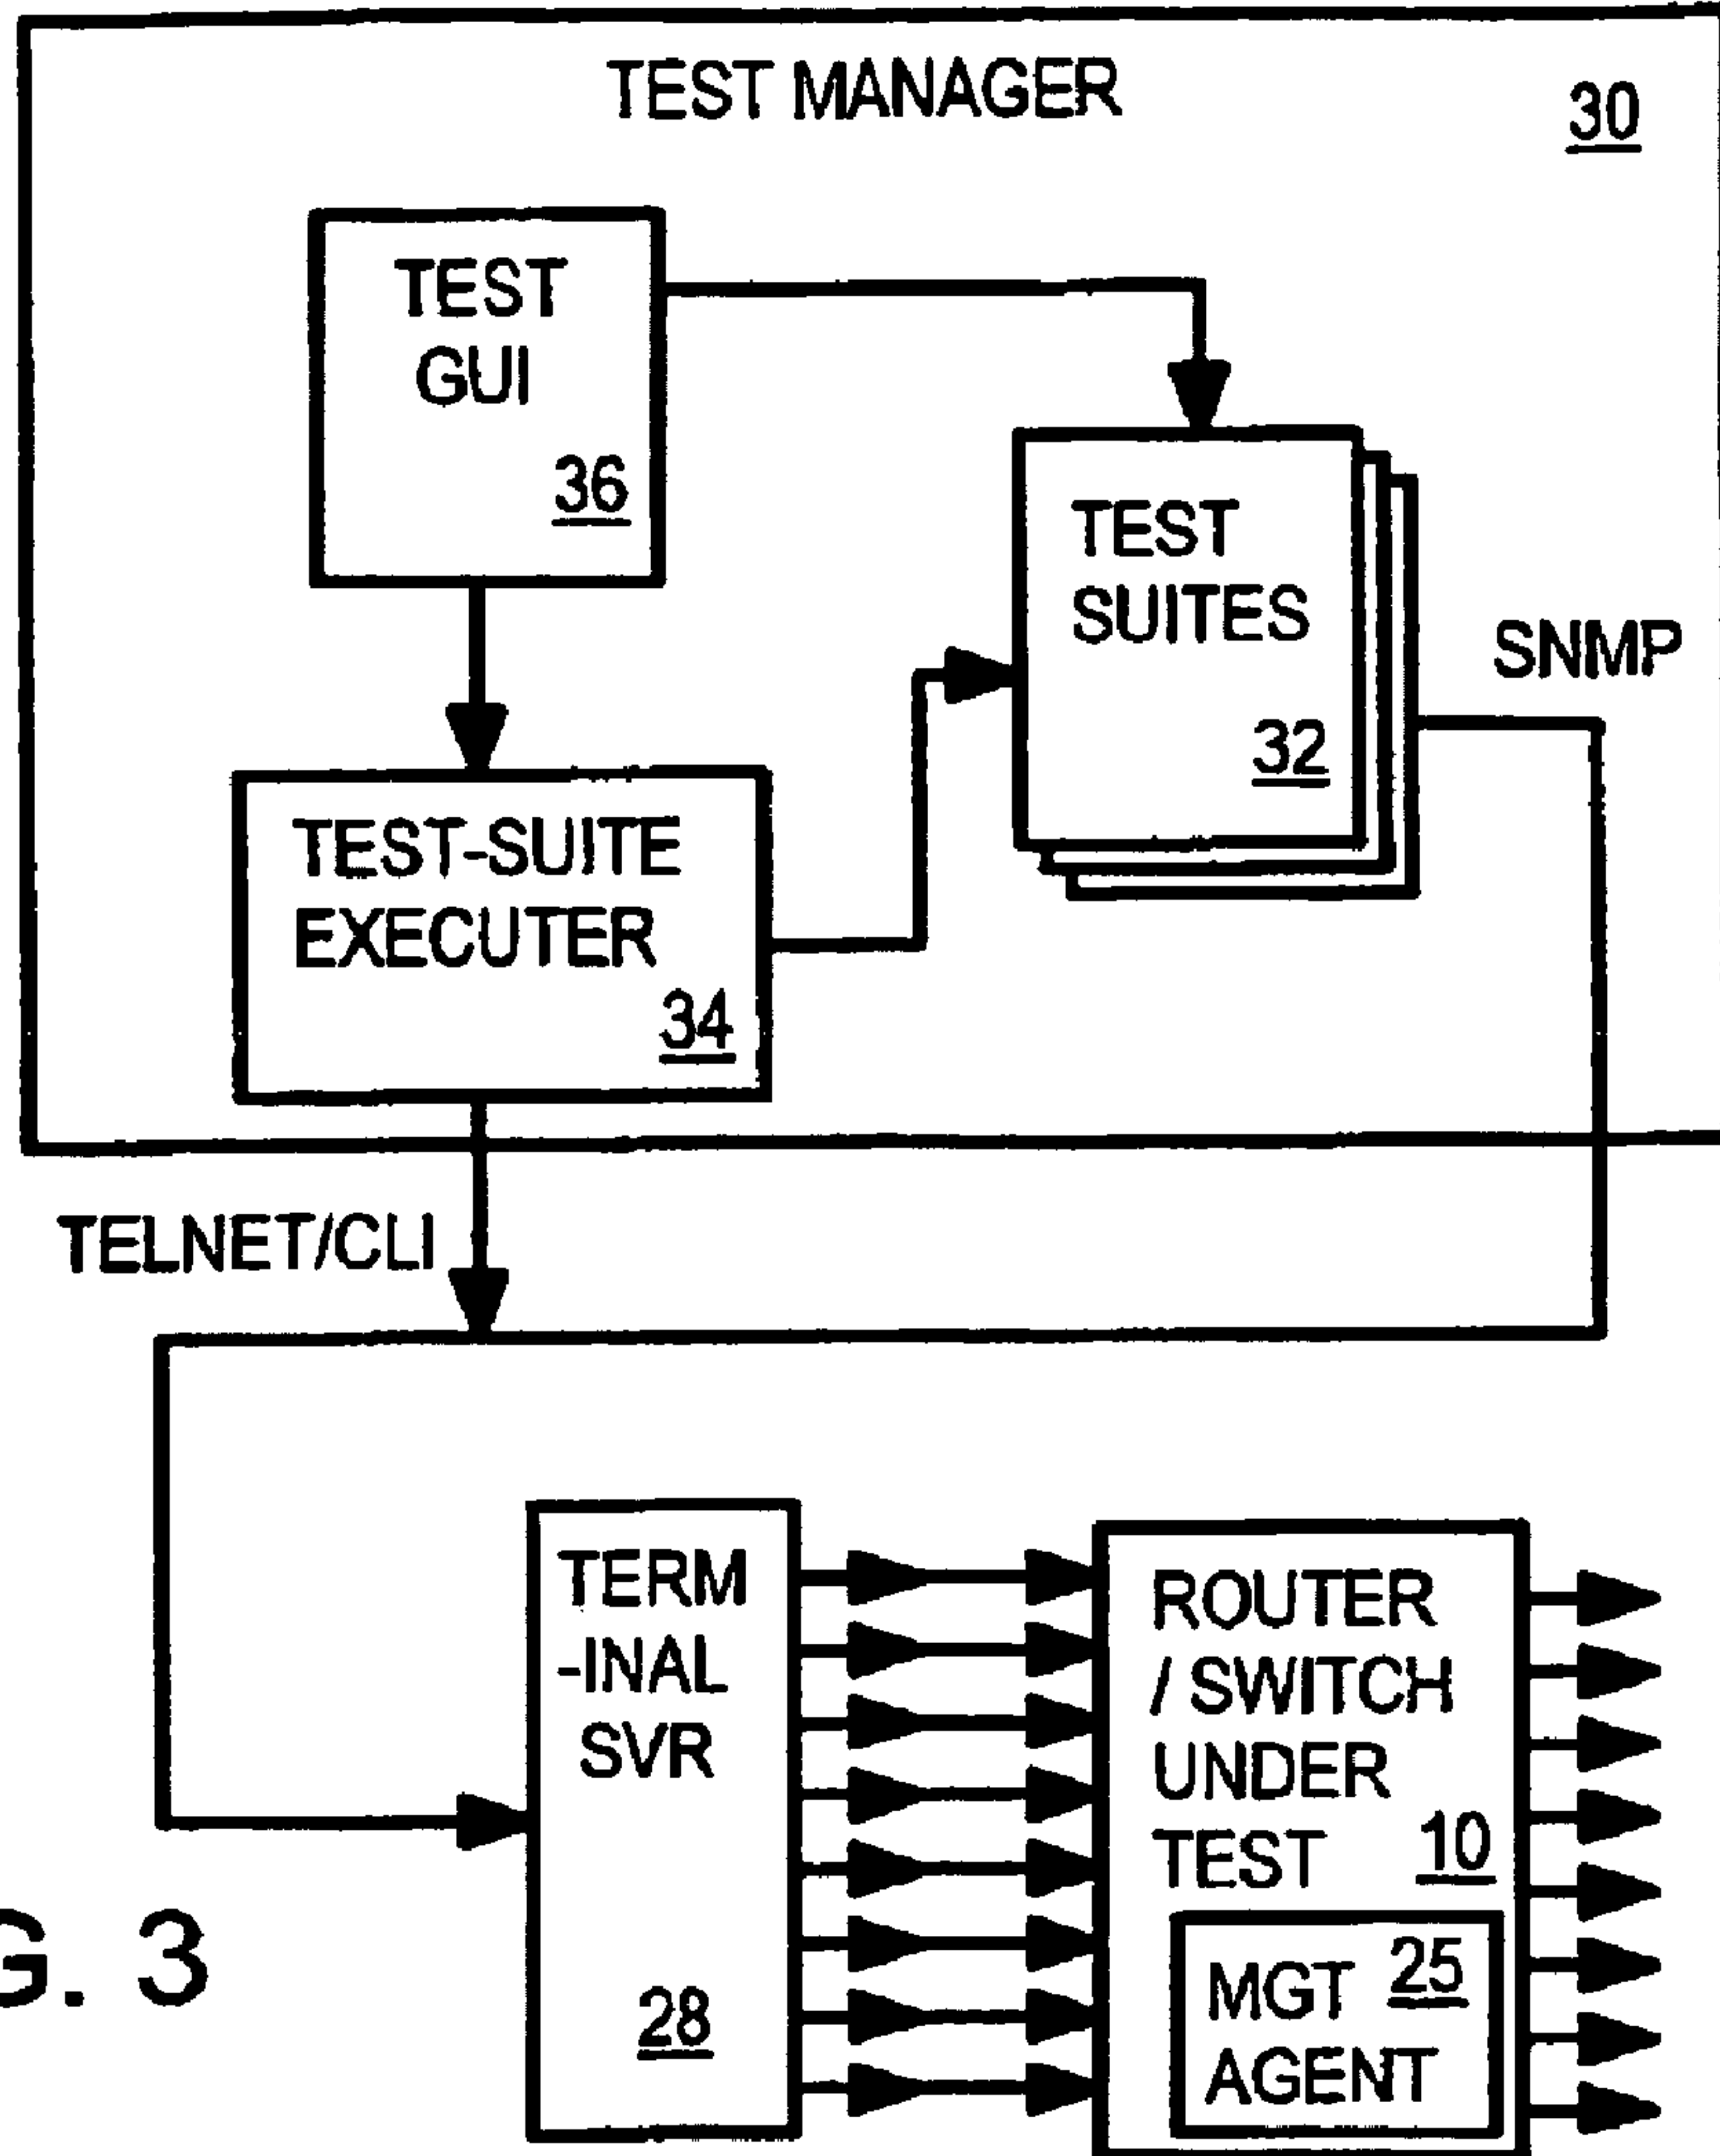 TEST MANAGER
30
TEST
GUI
36
TEST
SUITES
32
SNMP
TEST-SUITE
EXECUTER
34
TELNET/CLI
TERM
-INAL
SVR
28
ROUTER
/ SWITCH
UNDER
TEST
10
MGT
25
AGENT
G. 3